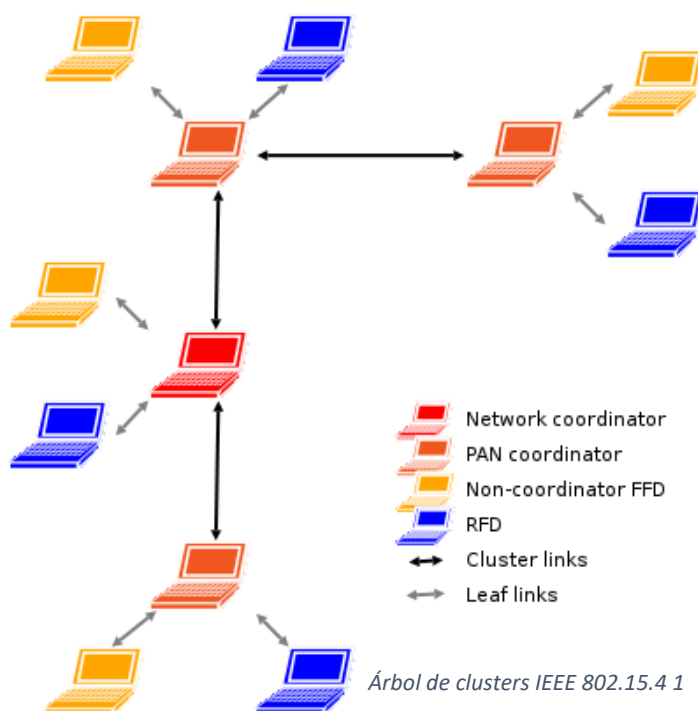 Network coordinator
PAN coordinator
Non-coordinator FFD
RFD
Cluster links
Leaf links
Árbol de clusters IEEE 802.15.4 1